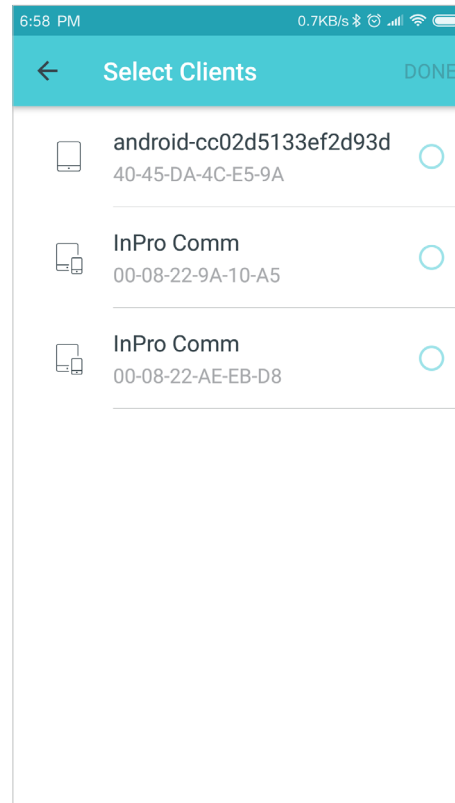 6:58 PM 0.7KB/s
Select Clients DONE
android-cc02d5133ef2d93d
40-45-DA-4C-E5-9A
InPro Comm
00-08-22-9A-10-A5
InPro Comm
00-08-22-AE-EB-D8